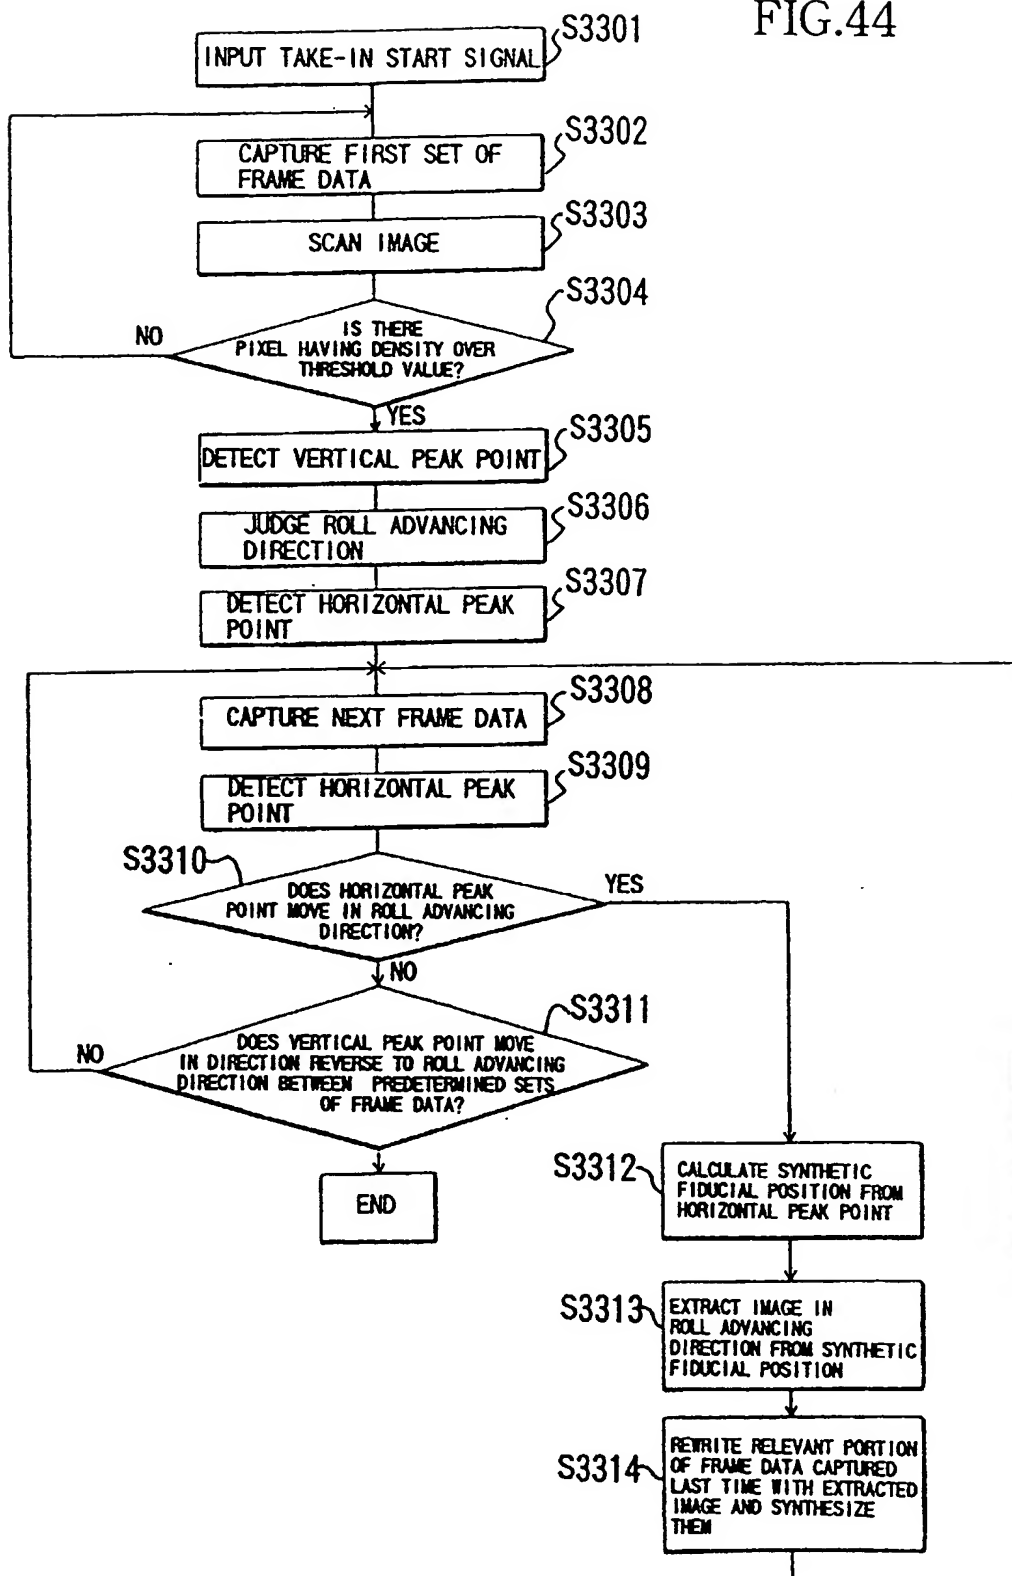 FIG.44
S3301
INPUT TAKE-IN START SIGNAL
S3302
CAPTURE FIRST SET OF
FRAME DATA
S3303
SCAN IMAGE
S3304
IS THERE
PIXEL HAVING DENSITY OVER
THRESHOLD VALUE?
NO
YES
S3305
DETECT VERTICAL PEAK POINT
S3306
JUDGE ROLL ADVANCING
DIRECTION
S3307
DETECT HORIZONTAL PEAK
POINT
S3308
CAPTURE NEXT FRAME DATA
S3309
DETECT HORIZONTAL PEAK
POINT
S3310
DOES HORIZONTAL PEAK
POINT MOVE IN ROLL ADVANCING
DIRECTION?
YES
NO
S3311
DOES VERTICAL PEAK POINT MOVE
IN DIRECTION REVERSE TO ROLL ADVANCING
DIRECTION BETWEEN PREDETERMINED SETS
OF FRAME DATA?
NO
END
S3312
CALCULATE SYNTHETIC
FIDUCIAL POSITION FROM
HORIZONTAL PEAK POINT
S3313
EXTRACT IMAGE IN
ROLL ADVANCING
DIRECTION FROM SYNTHETIC
FIDUCIAL POSITION
S3314
REWRITE RELEVANT PORTION
OF FRAME DATA CAPTURED
LAST TIME WITH EXTRACTED
IMAGE AND SYNTHESIZE
THEM